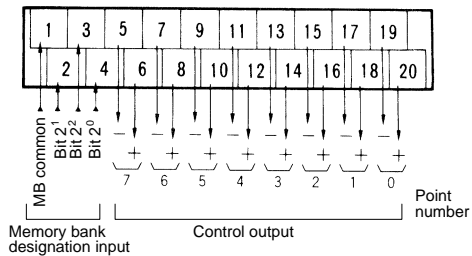 1 3 5 7 9 11 13 15 17 19
2 4 6 8 10 12 14 16 18 20
MB common
Bit 2¹
Bit 2²
Bit 2⁰
− + − + − + − + − + − + − + − +
7 6 5 4 3 2 1 0
Point
number
Memory bank
designation input
Control output